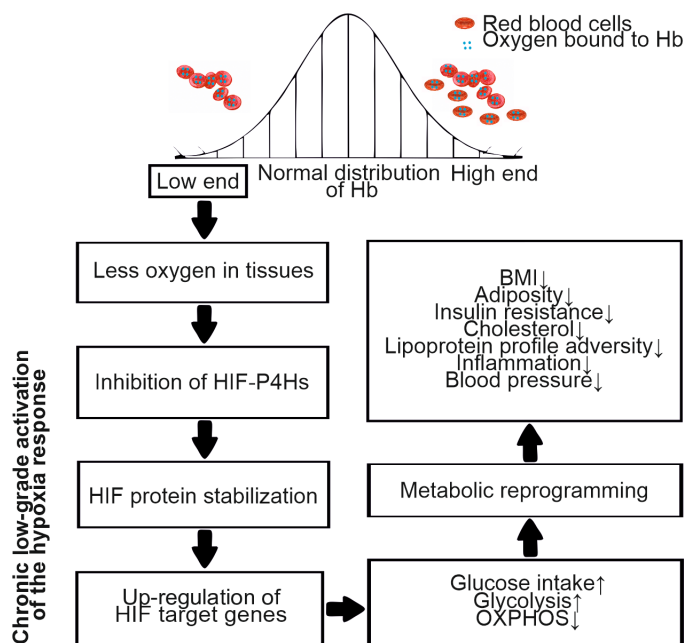 Red blood cells
Oxygen bound to Hb
Low end
Normal distribution
of Hb
High end
Less oxygen in tissues
Inhibition of HIF-P4Hs
HIF protein stabilization
Up-regulation of
HIF target genes
Chronic low-grade activation
of the hypoxia response
Glucose intake↑
Glycolysis↑
OXPHOS↓
Metabolic reprogramming
BMI↓
Adiposity↓
Insulin resistance↓
Cholesterol↓
Lipoprotein profile adversity↓
Inflammation↓
Blood pressure↓